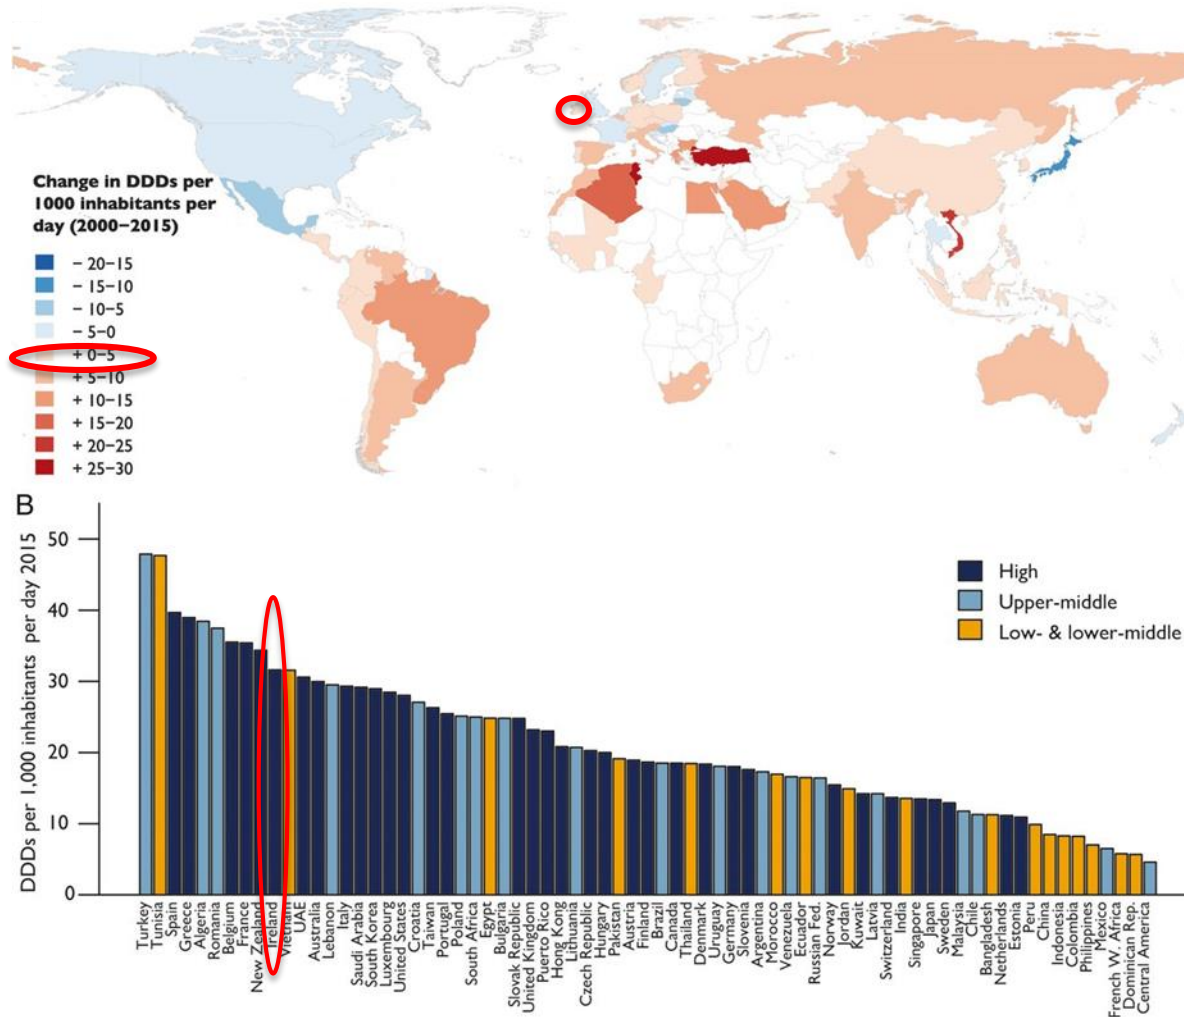 Change in DDDs per
1000 inhabitants per
day (2000–2015)
– 20–15
– 15–10
– 10–5
– 5–0
+ 0–5
+ 5–10
+ 10–15
+ 15–20
+ 20–25
+ 25–30
B
DDDs per 1,000 inhabitants per day 2015
50
40
30
20
10
0
High
Upper-middle
Low- & lower-middle
Turkey
Tunisia
Spain
Greece
Algeria
Romania
Belgium
France
New Zealand
Ireland
Vietnam
UAE
Australia
Lebanon
Italy
Saudi Arabia
South Korea
Luxembourg
United States
Croatia
Taiwan
Portugal
Poland
South Africa
Egypt
Bulgaria
Slovak Republic
United Kingdom
Puerto Rico
Hong Kong
Lithuania
Czech Republic
Hungary
Pakistan
Austria
Finland
Brazil
Canada
Thailand
Denmark
Uruguay
Germany
Slovenia
Argentina
Morocco
Venezuela
Ecuador
Russian Fed.
Norway
Jordan
Kuwait
Latvia
Switzerland
India
Singapore
Japan
Sweden
Malaysia
Chile
Bangladesh
Netherlands
Estonia
Peru
China
Indonesia
Colombia
Philippines
Mexico
French W. Africa
Dominican Rep.
Central America